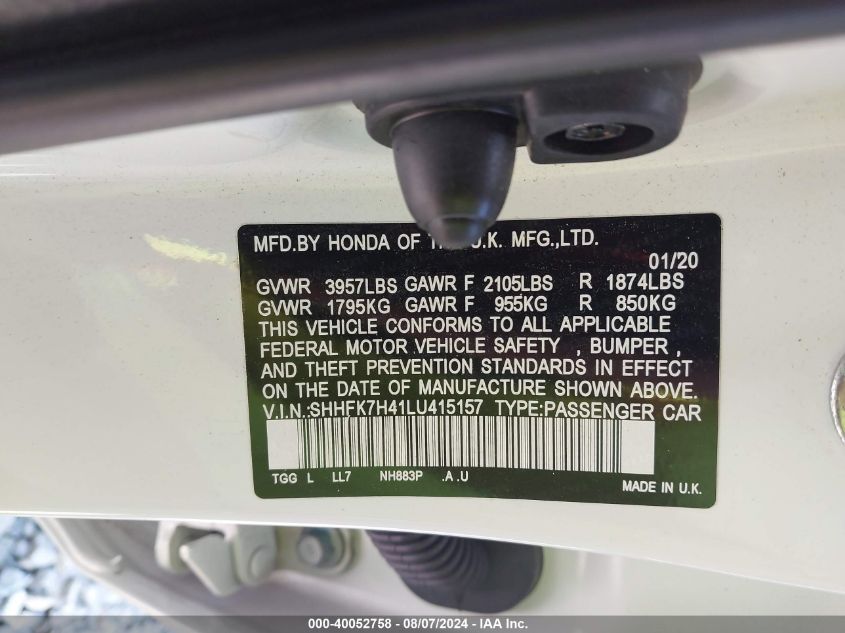 MFD.BY HONDA OF U.K. MFG.,LTD.
01/20
GVWR 3957LBS GAWR F 2105LBS R 1874LBS
GVWR 1795KG GAWR F 955KG R 850KG
THIS VEHICLE CONFORMS TO ALL APPLICABLE
FEDERAL MOTOR VEHICLE SAFETY , BUMPER ,
AND THEFT PREVENTION STANDARDS IN EFFECT
ON THE DATE OF MANUFACTURE SHOWN ABOVE.
V.I.N.:SHHFK7H41LU415157 TYPE:PASSENGER CAR
TGG L LL7 NH883P .A .U
MADE IN U.K.
000-40052758 - 08/07/2024 - IAA Inc.